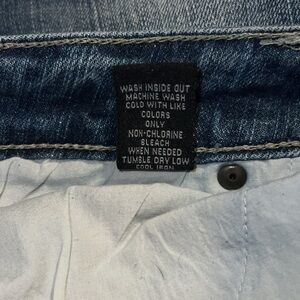 WASH INSIDE OUT
MACHINE WASH
COLD WITH LIKE
COLORS
ONLY
NON-CHLORINE
BLEACH
WHEN NEEDED
TUMBLE DRY LOW
COOL IRON